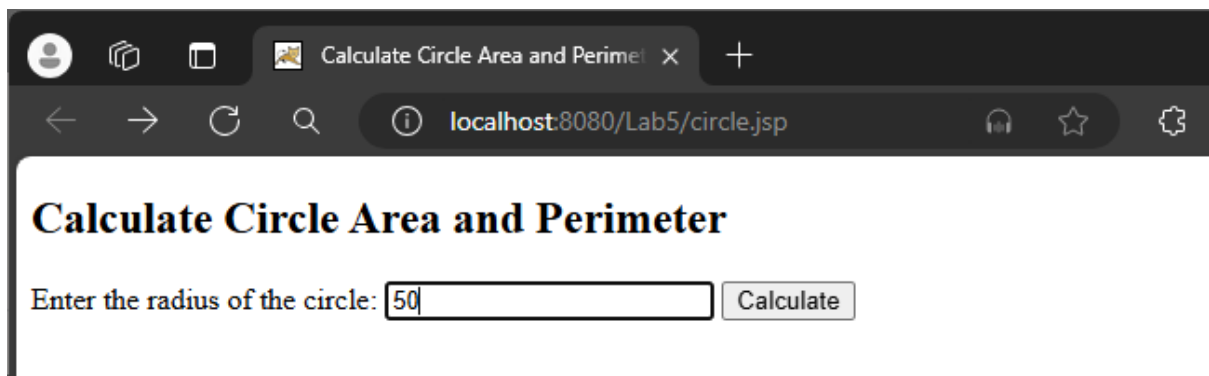 Calculate Circle Area and Perimet
localhost:8080/Lab5/circle.jsp
Calculate Circle Area and Perimeter
Enter the radius of the circle: 50 Calculate